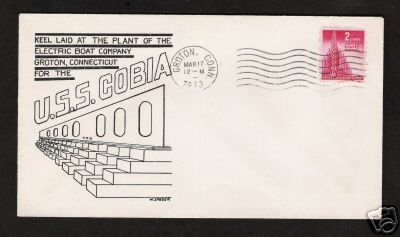 KEEL LAID AT THE PLANT OF THE
ELECTRIC BOAT COMPANY
GROTON, CONNECTICUT
FOR THE
U.S.S. COBIA
GROTON, CONN
MAR 17
12-M
1943
2 CENTS